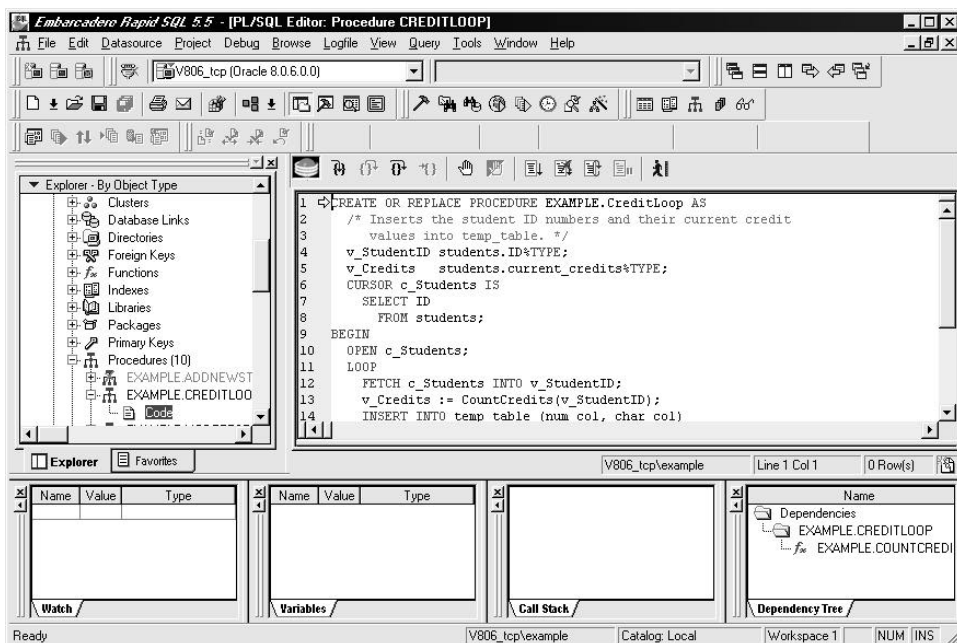 Embarcadero Rapid SQL 5.5 - [PL/SQL Editor: Procedure CREDITLOOP]
File Edit Datasource Project Debug Browse Logfile View Query Tools Window Help
V806_tcp (Oracle 8.0.6.0.0)
Explorer - By Object Type
Clusters
Database Links
Directories
Foreign Keys
Functions
Indexes
Libraries
Packages
Primary Keys
Procedures (10)
EXAMPLE.ADDNEWST
EXAMPLE.CREDITLOO
Code
Explorer Favorites
1 CREATE OR REPLACE PROCEDURE EXAMPLE.CreditLoop AS
2 /* Inserts the student ID numbers and their current credit
3 values into temp_table. */
4 v_StudentID students.ID%TYPE;
5 v_Credits students.current_credits%TYPE;
6 CURSOR c_Students IS
7 SELECT ID
8 FROM students;
9 BEGIN
10 OPEN c_Students;
11 LOOP
12 FETCH c_Students INTO v_StudentID;
13 v_Credits := CountCredits(v_StudentID);
14 INSERT INTO temp_table (num_col, char_col)
V806_tcp\example Line 1 Col 1 0 Row(s)
Name Value Type
Watch
Name Value Type
Variables
Call Stack
Name
Dependencies
EXAMPLE.CREDITLOOP
fx EXAMPLE.COUNTCREDI
Dependency Tree
Ready V806_tcp\example Catalog: Local Workspace 1 NUM INS